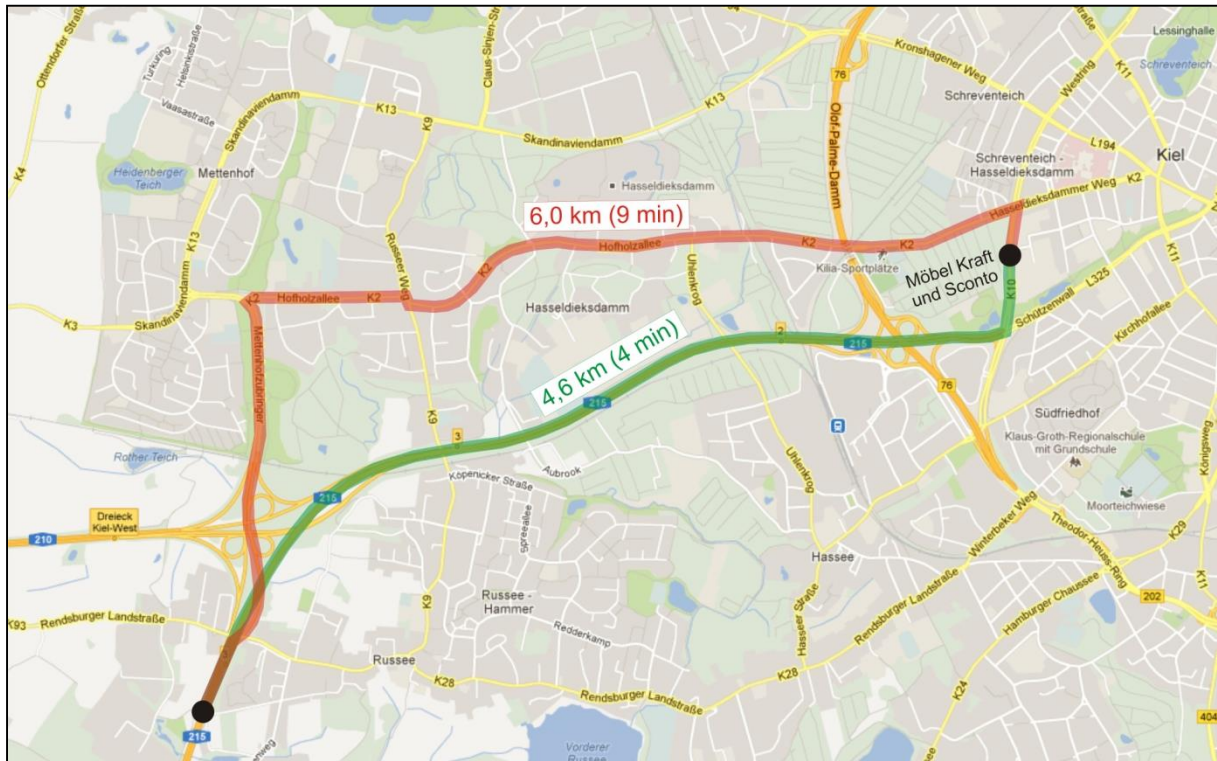 Ottendorfer Straße
Turkuring
Helsinkistraße
Vaasastraße
K4
Skandinaviendamm
K13
Claus-Sinjen-Str
K9
K13
Skandinaviendamm
76
Olof-Palme-Damm
Kronshagener Weg
K11
Lessinghalle
Schreventeich
Westring
Schreventeich
L194
Kiel
Heidenberger
Teich
Mettenhof
K13
Russeer Weg
Hasseldieksdamm
Schreventeich -
Hasseldieksdamm
Hasseldieksdammer Weg
K2
6,0 km (9 min)
Hofholzallee
K2
K2
K2
Kilia-Sportplätze
Möbel Kraft
und Sconto
K10
K11
L325
Schützenwall
Kirchhofallee
K2
Hofholzallee
K2
Skandinaviendamm
K3
Mettenhofzubringer
Hasseldieksdamm
Uhlenkrog
2
215
4,6 km (4 min)
215
76
Südfriedhof
Klaus-Groth-Regionalschule
mit Grundschule
Königsweg
Moorteichwiese
K9
3
Aubrook
Köpenicker Straße
Spreeallee
Uhlenkrog
Rother Teich
215
Dreieck
Kiel-West
210
Hassee
Winterbeker Weg
Theodor-Heuss-Ring
K29
K11
202
Hamburger Chaussee
Rendsburger Landstraße
Hasseer Straße
K93
Rendsburger Landstraße
K9
Russee -
Hammer
Redderkamp
Russee
K28
Rendsburger Landstraße
K28
K24
404
215
Vorderer
Russee